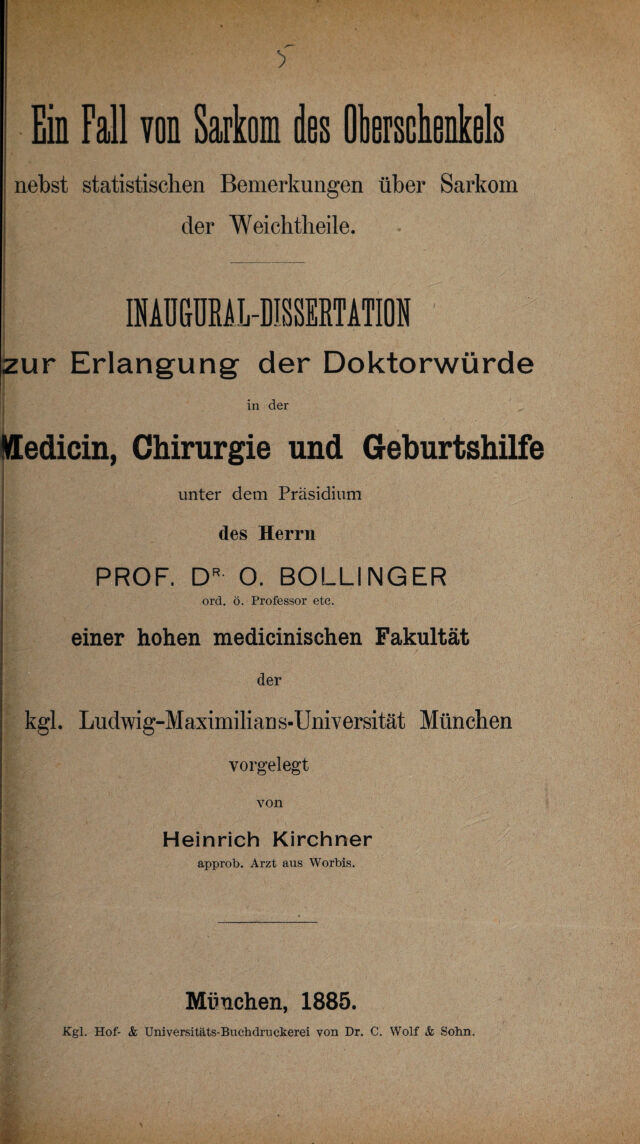 5
Ein Fall von Sarkom des Oberschenkels
nebst statistischen Bemerkungen über Sarkom
der Weichtheile.
INAUGURAL-DISSERTATION
zur Erlangung der Doktorwürde
in der
Medicin, Chirurgie und Geburtshilfe
unter dem Präsidium
des Herrn
PROF. DR. O. BOLLINGER
ord. ö. Professor etc.
einer hohen medicinischen Fakultät
der
kgl. Ludwig-Maximilians-Universität München
vorgelegt
von
Heinrich Kirchner
approb. Arzt aus Worbis.
München, 1885.
Kgl. Hof- & Universitäts-Buchdruckerei von Dr. C. Wolf & Sohn.